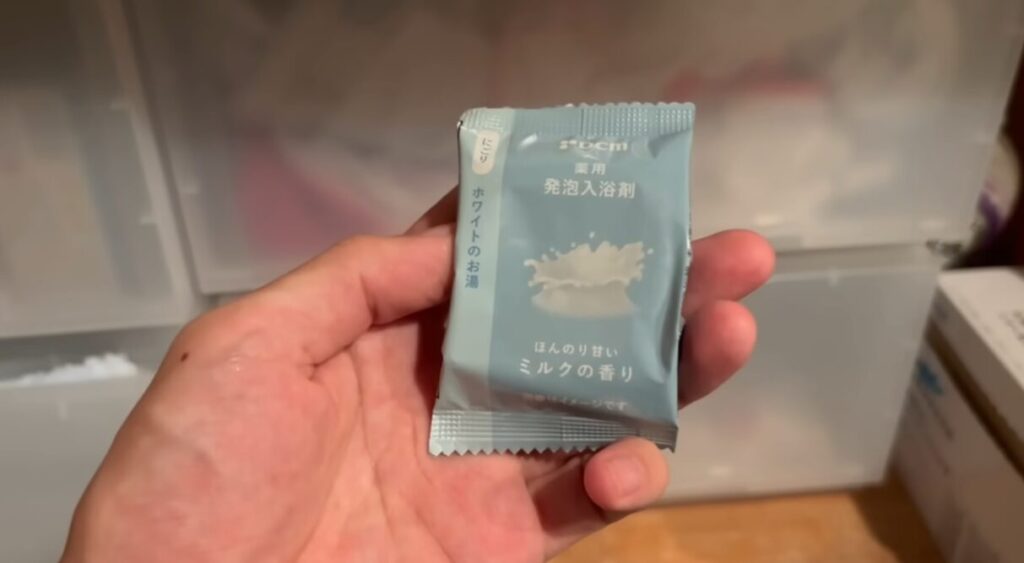 にごり
ホワイトのお湯
DCM
薬用
発泡入浴剤
ほんのり甘い
ミルクの香り